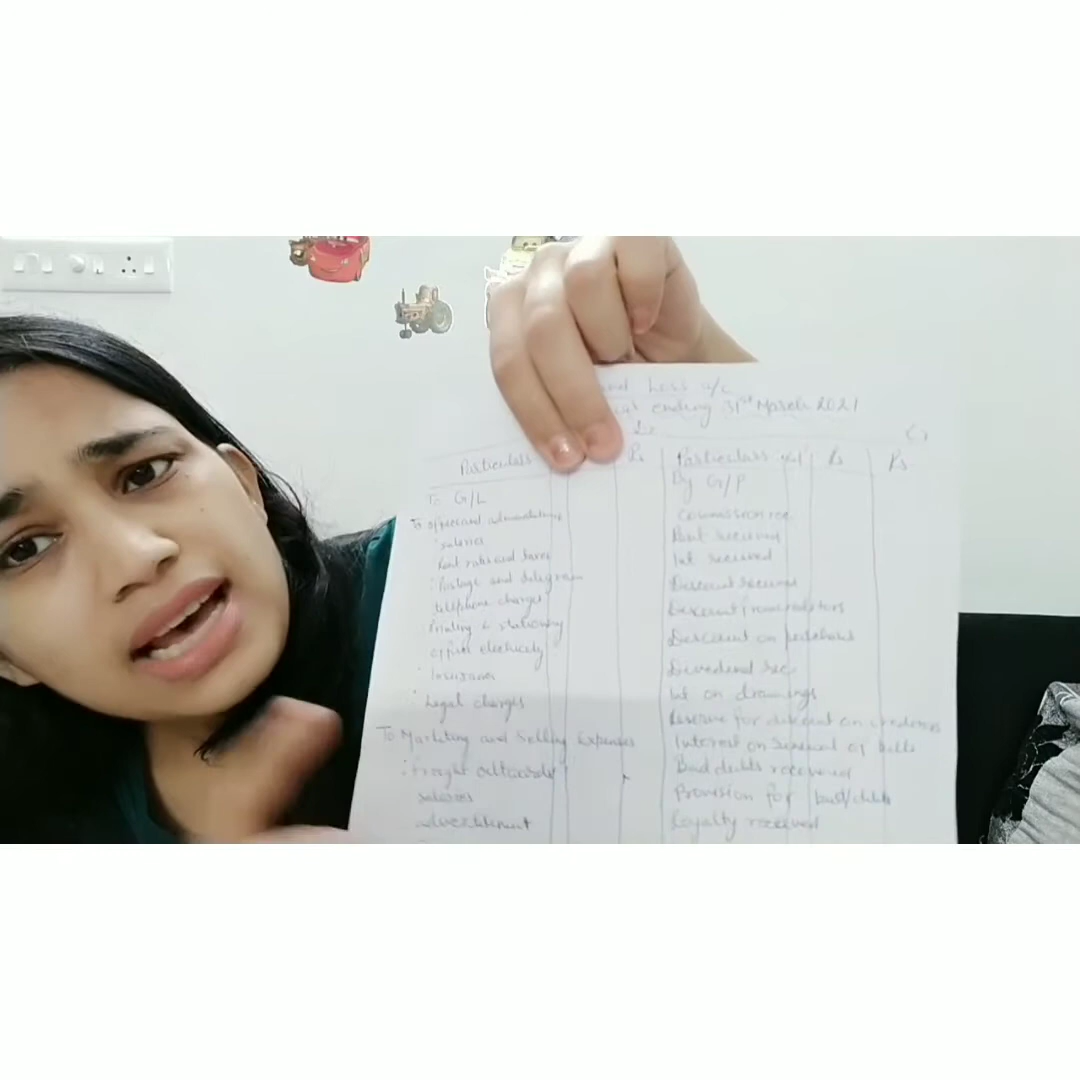 and Loss a/c
ending 31st March 2021
Particulars Rs Particulars Rs Rs
To G/L
By G/P
To office and
commission rec
salaries
Rent received
Rent rates and taxes
Int received
Postage and telegram
Discount received
telephone charges
Discount from creditors
Printing & stationery
office electricity
Discount on
Insurance
Dividend rec
Legal charges
Int on drawings
Reserve for discount on creditors
To Marketing and Selling Expenses
Interest on of bills
Freight outwards
Bad debts recovered
salaries
Provision for bad/debts
advertisment
Royalty received